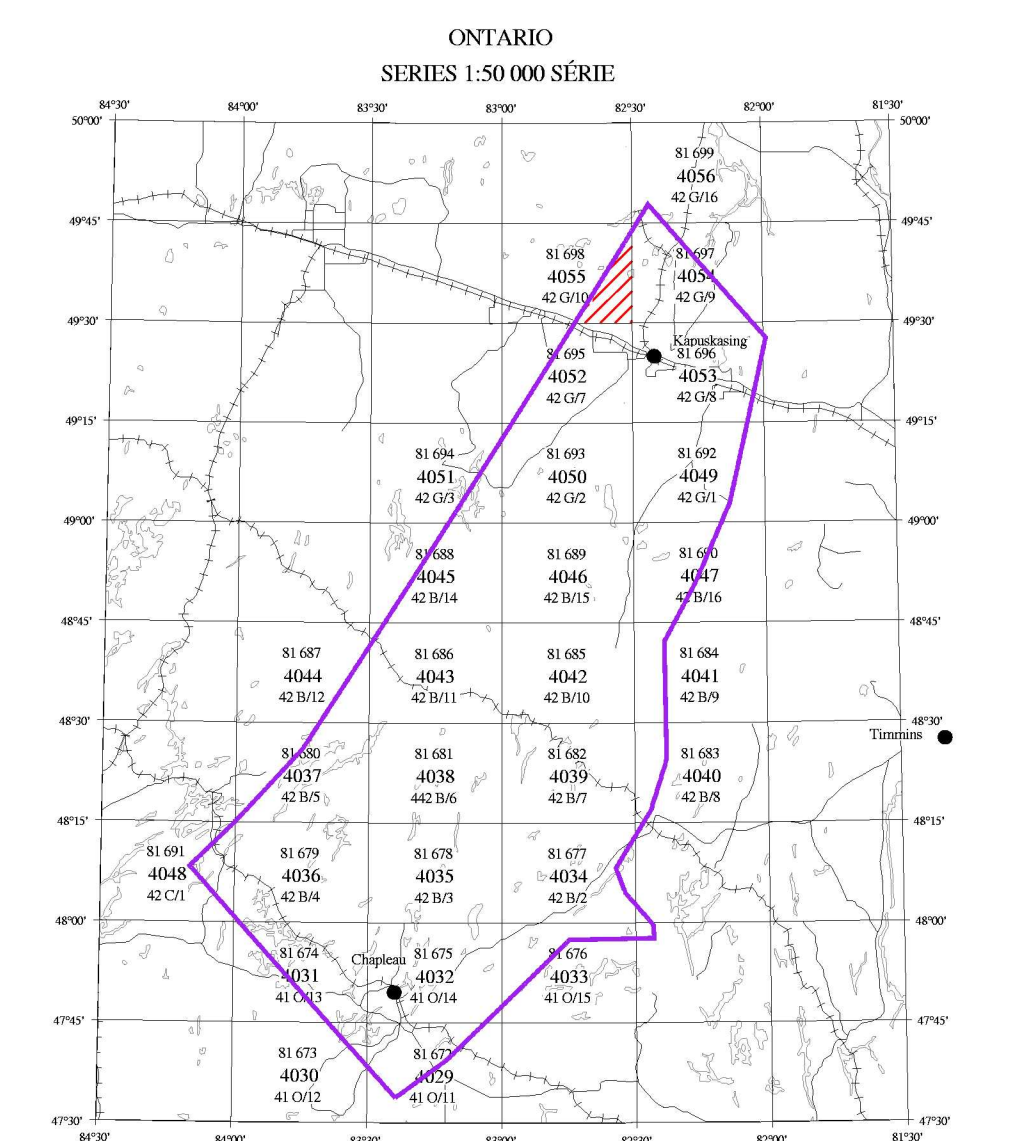 ONTARIO
SERIES 1:50 000 SÉRIE
84°30' 84°00' 83°30' 83°00' 82°30' 82°00' 81°30'
50°00' 50°00'
81 699
4056
42 G/16
49°45' 49°45'
81 698 81 697
4055 4054
42 G/10 42 G/9
49°30' 49°30'
Kapuskasing
81 695 81 696
4052 4053
42 G/7 42 G/8
49°15' 49°15'
81 694 81 693 81 692
4051 4050 4049
42 G/3 42 G/2 42 G/1
49°00' 49°00'
81 688 81 689 81 690
4045 4046 4047
42 B/14 42 B/15 42 B/16
48°45' 48°45'
81 687 81 686 81 685 81 684
4044 4043 4042 4041
42 B/12 42 B/11 42 B/10 42 B/9
48°30' 48°30'
Timmins
81 680 81 681 81 682 81 683
4037 4038 4039 4040
42 B/5 442 B/6 42 B/7 42 B/8
48°15' 48°15'
81 691 81 679 81 678 81 677
4048 4036 4035 4034
42 C/1 42 B/4 42 B/3 42 B/2
48°00' 48°00'
81 674 81 675 81 676
Chapleau
4031 4032 4033
41 O/13 41 O/14 41 O/15
47°45' 47°45'
81 673 81 672
4030 4029
41 O/12 41 O/11
47°30' 47°30'
84°30' 84°00' 83°30' 83°00' 82°30' 82°00' 81°30'